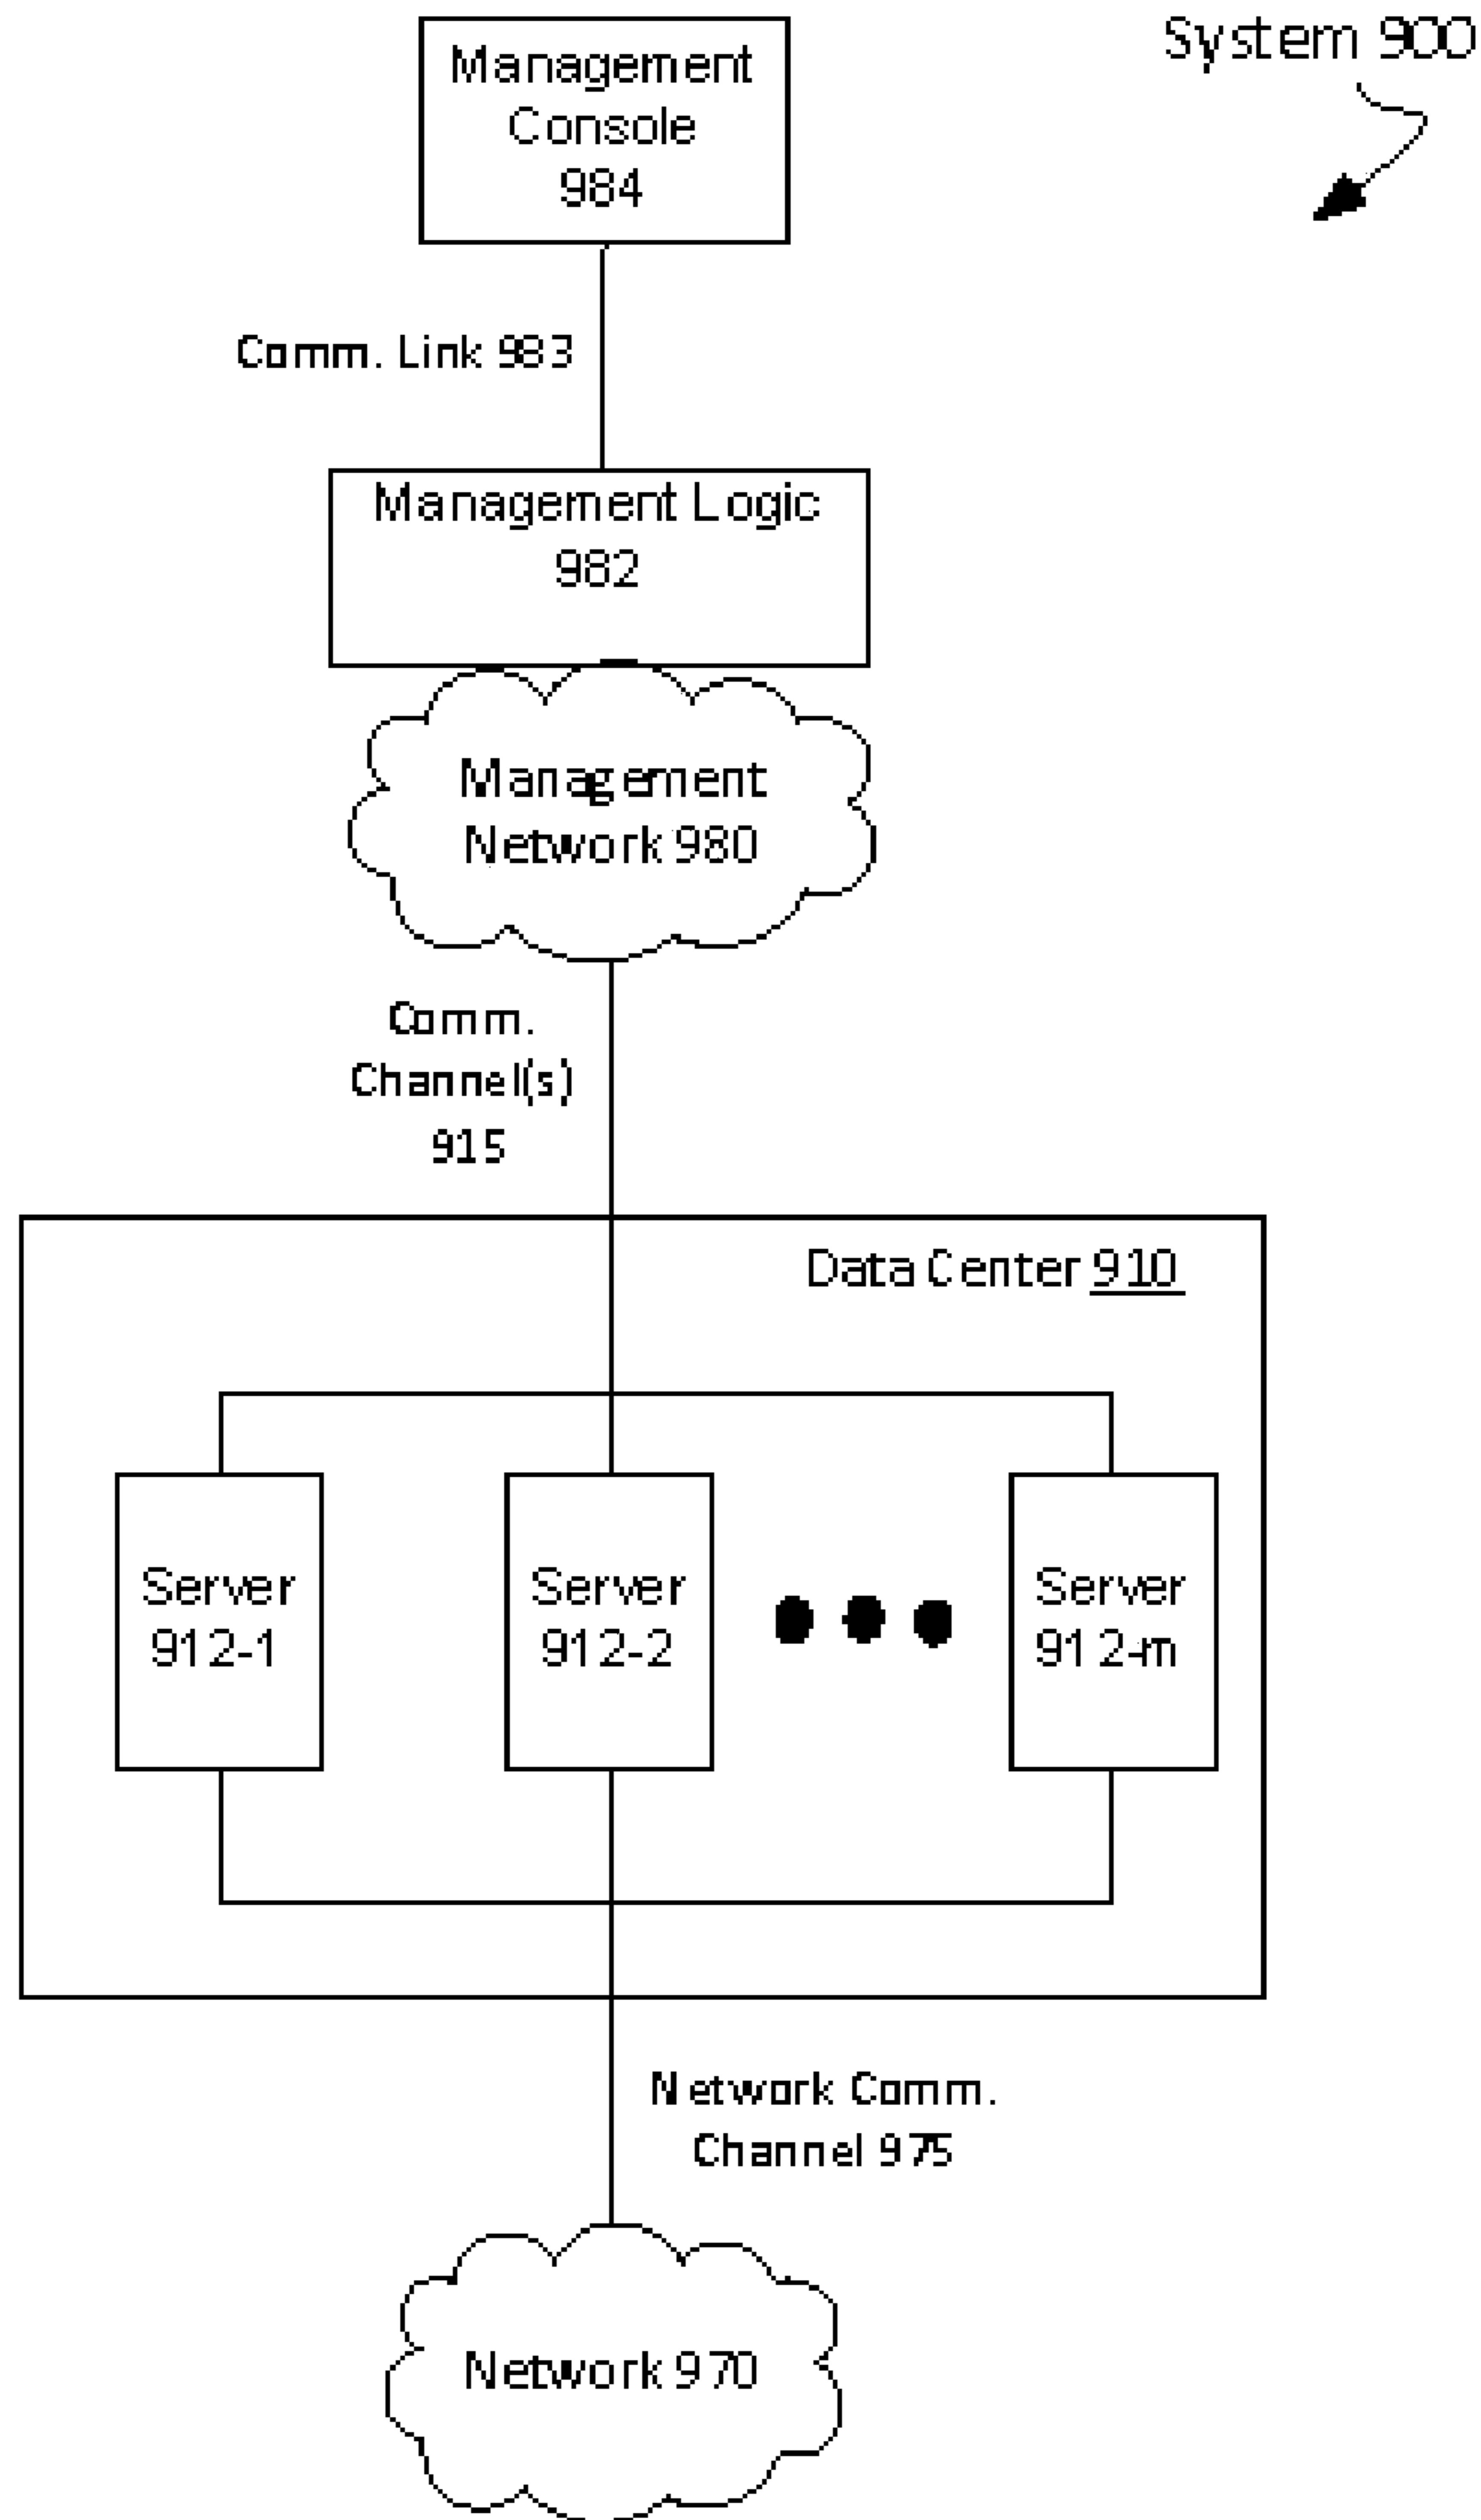 System 900
Management
Console
984
Comm. Link 983
Management Logic
982
Management
Network 980
Comm.
Channel(s)
915
Data Center 910
Server
912-1
Server
912-2
Server
912-m
Network Comm.
Channel 975
Network 970